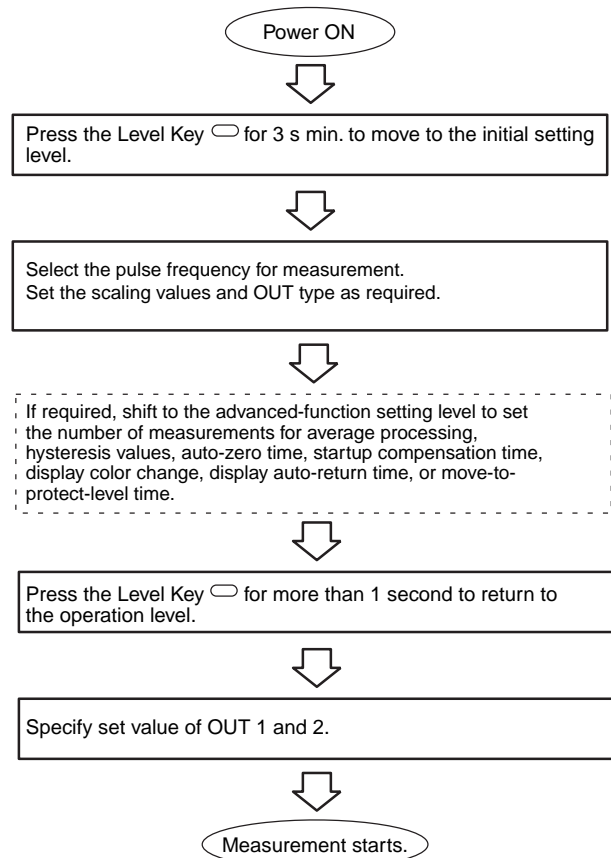 Power ON
Press the Level Key for 3 s min. to move to the initial setting
level.
Select the pulse frequency for measurement.
Set the scaling values and OUT type as required.
If required, shift to the advanced-function setting level to set
the number of measurements for average processing,
hysteresis values, auto-zero time, startup compensation time,
display color change, display auto-return time, or move-to-
protect-level time.
Press the Level Key for more than 1 second to return to
the operation level.
Specify set value of OUT 1 and 2.
Measurement starts.